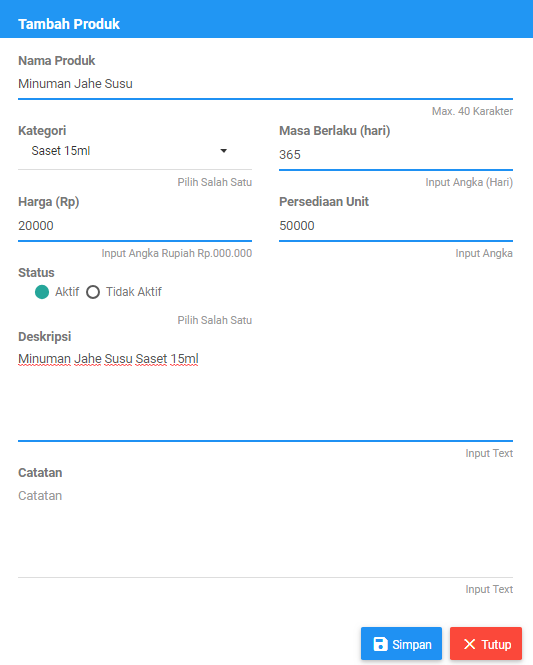 Tambah Produk
Nama Produk
Minuman Jahe Susu
Max. 40 Karakter
Kategori
Saset 15ml
Pilih Salah Satu
Masa Berlaku (hari)
365
Input Angka (Hari)
Harga (Rp)
20000
Input Angka Rupiah Rp.000.000
Persediaan Unit
50000
Input Angka
Status
Aktif Tidak Aktif
Pilih Salah Satu
Deskripsi
Minuman Jahe Susu Saset 15ml
Input Text
Catatan
Catatan
Input Text
Simpan Tutup